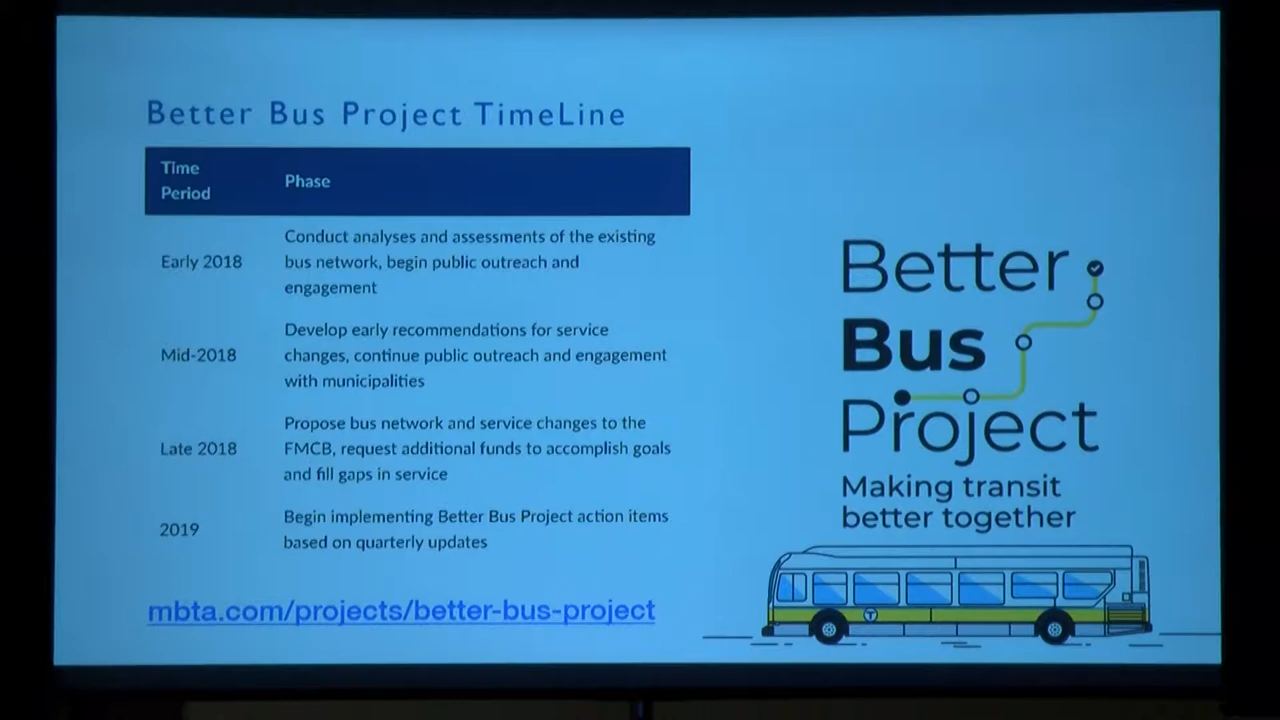 Better Bus Project TimeLine
Time
Period
Phase
Early 2018
Conduct analyses and assessments of the existing
bus network, begin public outreach and
engagement
Mid-2018
Develop early recommendations for service
changes, continue public outreach and engagement
with municipalities
Late 2018
Propose bus network and service changes to the
FMCB, request additional funds to accomplish goals
and fill gaps in service
2019
Begin implementing Better Bus Project action items
based on quarterly updates
mbta.com/projects/better-bus-project
Better
Bus
Project
Making transit
better together
T